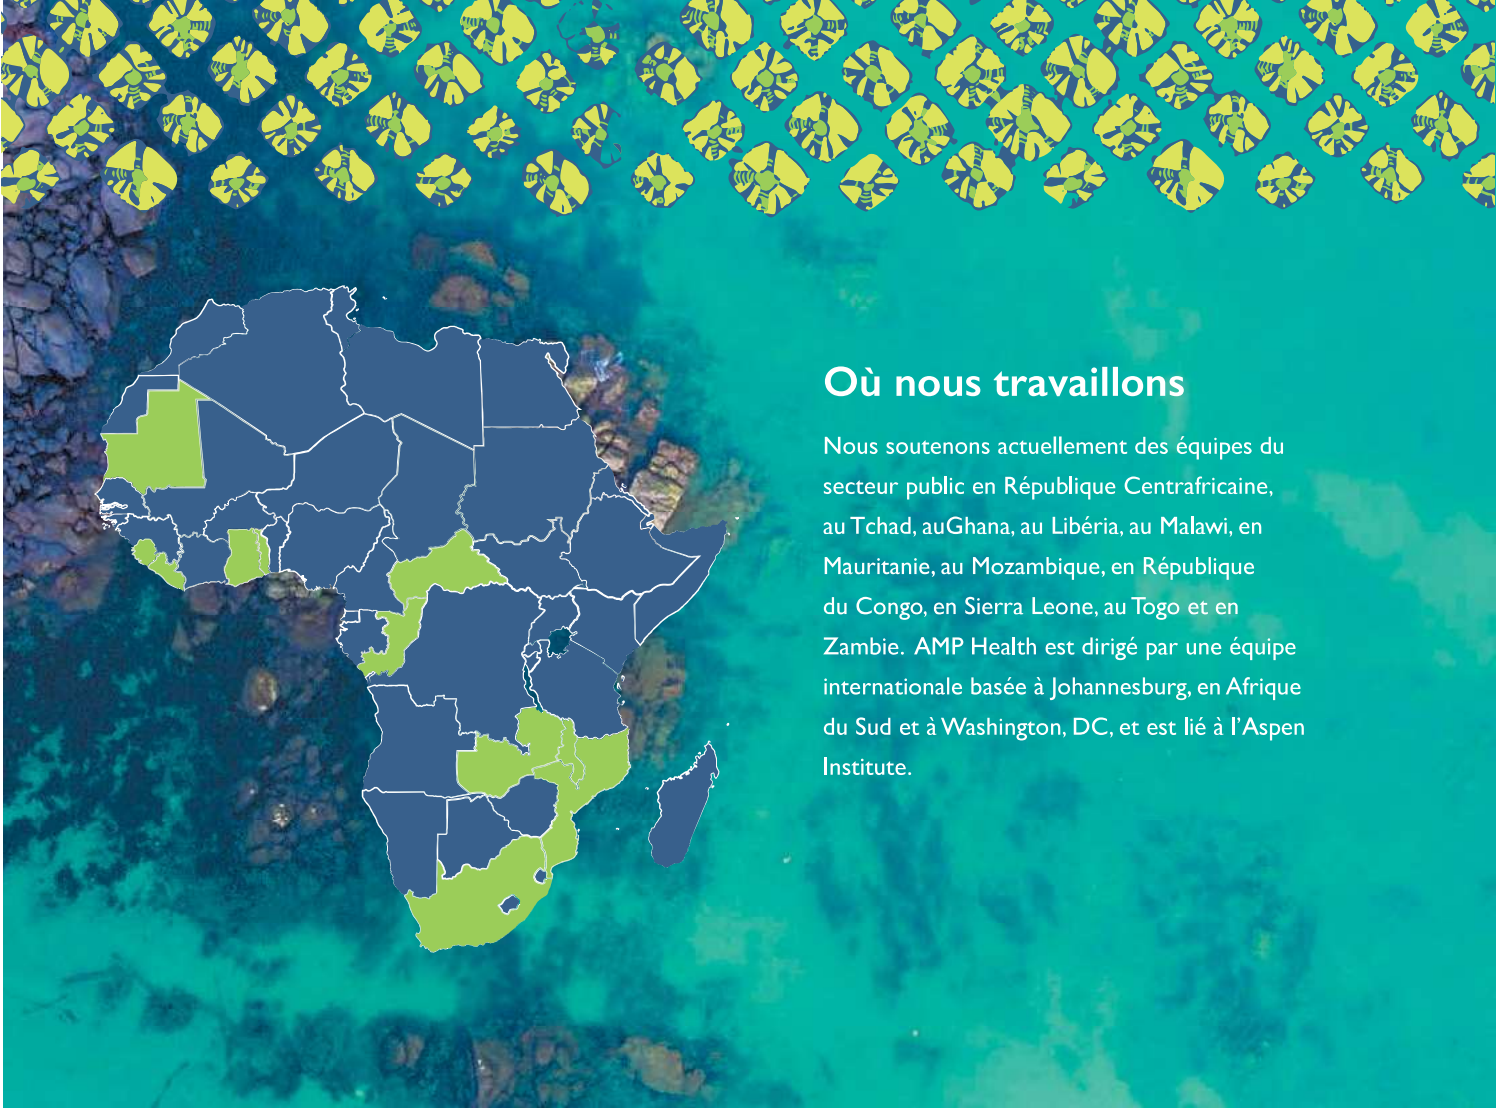 Où nous travaillons
Nous soutenons actuellement des équipes du
secteur public en République Centrafricaine,
au Tchad, auGhana, au Libéria, au Malawi, en
Mauritanie, au Mozambique, en République
du Congo, en Sierra Leone, au Togo et en
Zambie. AMP Health est dirigé par une équipe
internationale basée à Johannesburg, en Afrique
du Sud et à Washington, DC, et est lié à l'Aspen
Institute.